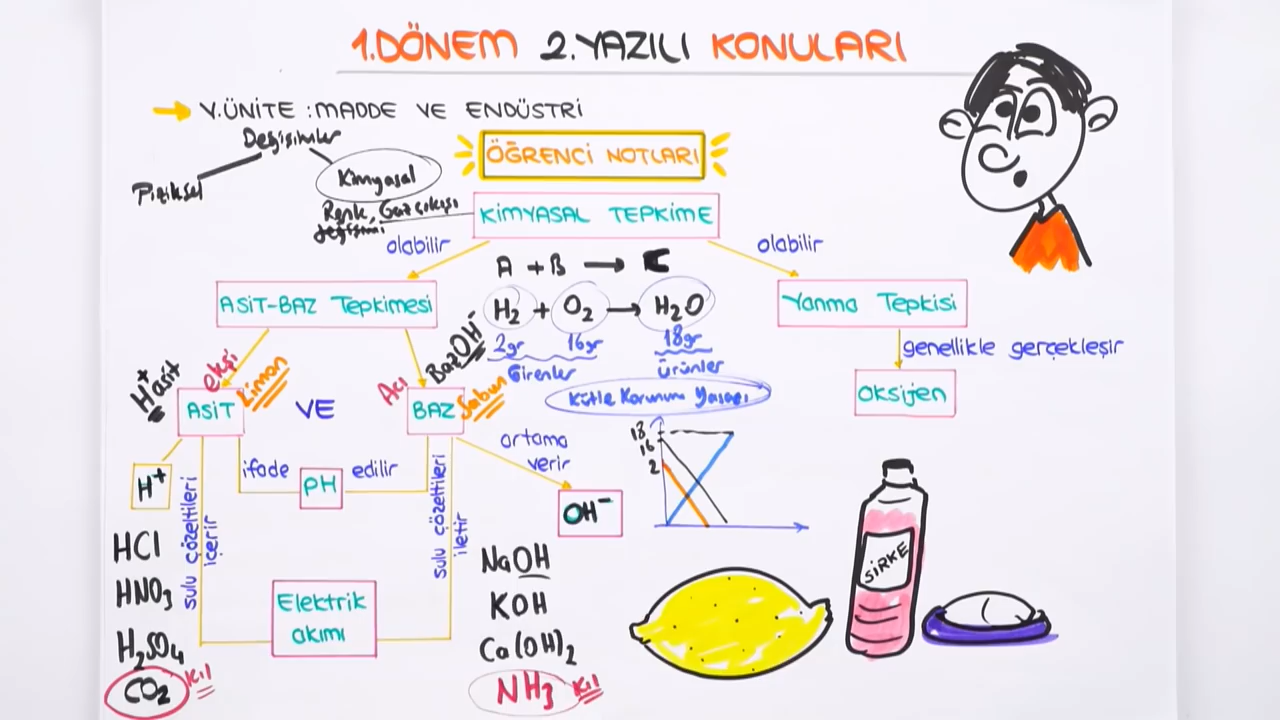 1.DÖNEM 2.YAZILI KONULARI
V.ÜNİTE : MADDE VE ENDÜSTRİ
Değişimler
Fiziksel
Kimyasal
ÖĞRENCİ NOTLARI
Renk, Gaz çıkışı
değişimi
KİMYASAL TEPKİME
olabilir
olabilir
A + B → C
ASİT-BAZ Tepkimesi
H2 + O2 → H2O
2gr 16gr 18gr
Girenler ürünler
Kütle Korunum Yasası
Yanma Tepkisi
genellikle gerçekleşir
Oksijen
H+ asit
ekşi
Limon
ASİT
VE
Acı
Baz OH-
BAZ
Sabun
ortama
verir
OH-
H+
ifade
PH
edilir
sulu çözeltileri
içerir
sulu çözeltileri
iletir
Elektrik
akımı
18
16
2
HCl
HNO3
H2SO4
CO2 Kıl
NaOH
KOH
Ca(OH)2
NH3 Kıl
SİRKE